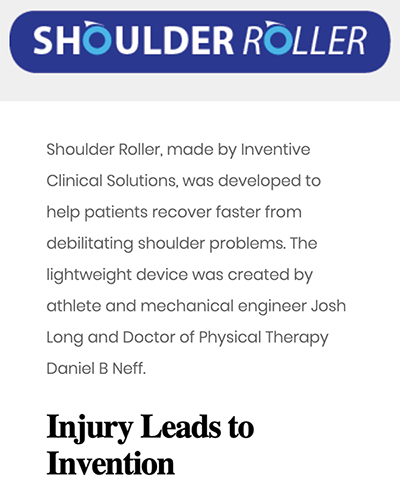 SHOULDER ROLLER
Shoulder Roller, made by Inventive
Clinical Solutions, was developed to
help patients recover faster from
debilitating shoulder problems. The
lightweight device was created by
athlete and mechanical engineer Josh
Long and Doctor of Physical Therapy
Daniel B Neff.
Injury Leads to
Invention